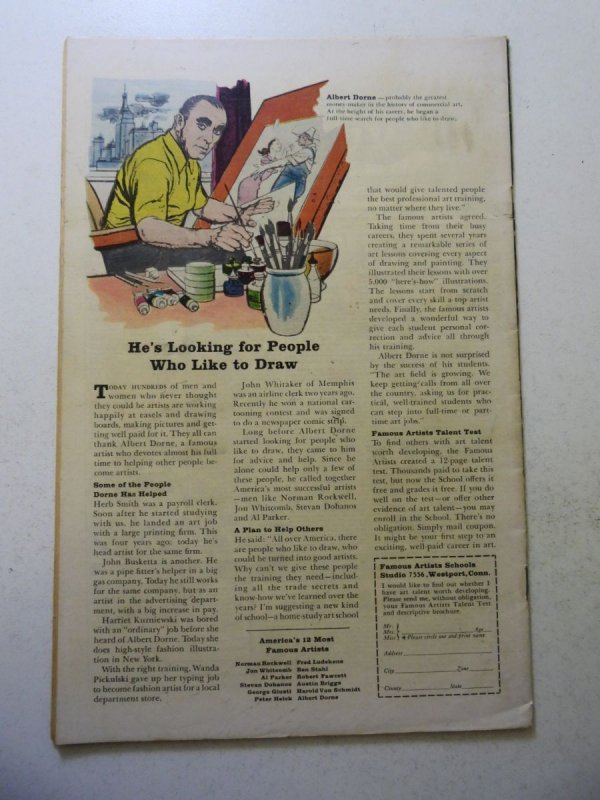 Albert Dorne — probably the greatest
money-maker in the history of commercial art.
At the height of his career, he began a
full-time search for people who like to draw.
He's Looking for People
Who Like to Draw
TODAY HUNDREDS of men and
women who never thought
they could be artists are working
happily at easels and drawing
boards, making pictures and get-
ting well paid for it. They all can
thank Albert Dorne, a famous
artist who devotes almost his full
time to helping other people be-
come artists.
Some of the People
Dorne Has Helped
Herb Smith was a payroll clerk.
Soon after he started studying
with us, he landed an art job
with a large printing firm. This
was four years ago: today he's
head artist for the same firm.
John Busketta is another. He
was a pipe fitter's helper in a big
gas company. Today he still works
for the same company, but as an
artist in the advertising depart-
ment, with a big increase in pay.
Harriet Kuzniewski was bored
with an "ordinary" job before she
heard of Albert Dorne. Today she
does high-style fashion illustra-
tion in New York.
With the right training, Wanda
Pickulski gave up her typing job
to become fashion artist for a local
department store.
John Whitaker of Memphis
was an airline clerk two years ago.
Recently he won a national car-
tooning contest and was signed
to do a newspaper comic strip.
Long before Albert Dorne
started looking for people who
like to draw, they came to him
for advice and help. Since he
alone could help only a few of
these people, he called together
America's most successful artists
—men like Norman Rockwell,
Jon Whitcomb, Stevan Dohanos
and Al Parker.
A Plan to Help Others
He said: "All over America, there
are people who like to draw, who
could be turned into good artists.
Why can't we give these people
the training they need—includ-
ing all the trade secrets and
know-how we've learned over the
years? I'm suggesting a new kind
of school—a home-study art school
America's 12 Most
Famous Artists
Norman Rockwell Fred Ludekens
Jon Whitcomb Ben Stahl
Al Parker Robert Fawcett
Stevan Dohanos Austin Briggs
George Giusti Harold Von Schmidt
Peter Helck Albert Dorne
that would give talented people
the best professional art training,
no matter where they live."
The famous artists agreed.
Taking time from their busy
careers, they spent several years
creating a remarkable series of
art lessons covering every aspect
of drawing and painting. They
illustrated their lessons with over
5,000 "here's-how" illustrations.
The lessons start from scratch
and cover every skill a top artist
needs. Finally, the famous artists
developed a wonderful way to
give each student personal cor-
rection and advice all through
his training.
Albert Dorne is not surprised
by the success of his students.
"The art field is growing. We
keep getting calls from all over
the country, asking us for prac-
tical, well-trained students who
can step into full-time or part-
time art jobs."
Famous Artists Talent Test
To find others with art talent
worth developing, the Famous
Artists created a 12-page talent
test. Thousands paid to take this
test, but now the School offers it
free and grades it free. If you do
well on the test—or offer other
evidence of art talent—you may
enroll in the School. There's no
obligation. Simply mail coupon.
It might be your first step to an
exciting, well-paid career in art.
Famous Artists Schools
Studio 7556, Westport, Conn.
I would like to find out whether I
have art talent worth developing.
Please send me, without obligation,
your Famous Artists Talent Test
and descriptive brochure.
Mr.
Mrs. Age
Miss Please circle one and print name
Address
City Zone
County State